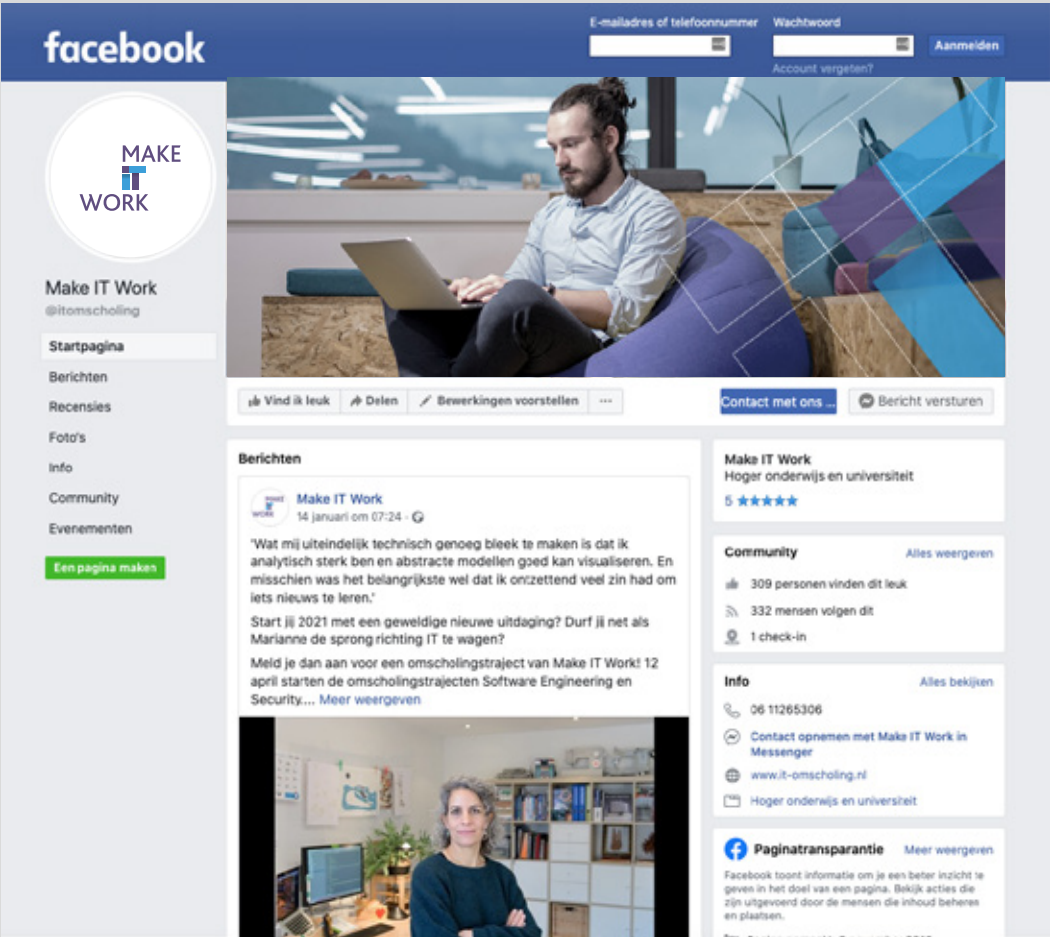 facebook
E-mailadres of telefoonnummer
Wachtwoord
Aanmelden
Account vergeten?
MAKE
IT
WORK
Make IT Work
@itomscholing
Startpagina
Berichten
Recensies
Foto's
Info
Community
Evenementen
Een pagina maken
Vind ik leuk
Delen
Bewerkingen voorstellen
...
Contact met ons ...
Bericht versturen
Berichten
MAKE
IT
WORK
Make IT Work
14 januari om 07:24 ·
'Wat mij uiteindelijk technisch genoeg bleek te maken is dat ik
analytisch sterk ben en abstracte modellen goed kan visualiseren. En
misschien was het belangrijkste wel dat ik ontzettend veel zin had om
iets nieuws te leren.'
Start jij 2021 met een geweldige nieuwe uitdaging? Durf jij net als
Marianne de sprong richting IT te wagen?
Meld je dan aan voor een omscholingstraject van Make IT Work! 12
april starten de omscholingstrajecten Software Engineering en
Security.... Meer weergeven
Make IT Work
Hoger onderwijs en universiteit
5 ★★★★★
Community
Alles weergeven
309 personen vinden dit leuk
332 mensen volgen dit
1 check-in
Info
Alles bekijken
06 11265306
Contact opnemen met Make IT Work in
Messenger
www.it-omscholing.nl
Hoger onderwijs en universiteit
Paginatransparantie
Meer weergeven
Facebook toont informatie om je een beter inzicht te
geven in het doel van een pagina. Bekijk acties die
zijn uitgevoerd door de mensen die inhoud beheren
en plaatsen.